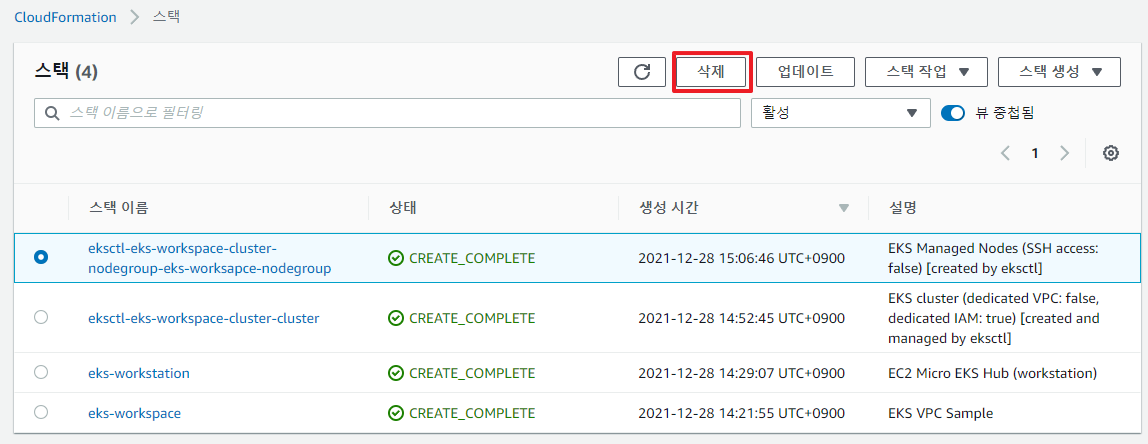 CloudFormation > 스택
스택 (4)
삭제 업데이트 스택 작업 스택 생성
스택 이름으로 필터링 활성 뷰 중첩됨
1
스택 이름 상태 생성 시간 설명
eksctl-eks-workspace-cluster-
nodegroup-eks-worksapce-nodegroup
CREATE_COMPLETE
2021-12-28 15:06:46 UTC+0900
EKS Managed Nodes (SSH access:
false) [created by eksctl]
eksctl-eks-workspace-cluster-cluster
CREATE_COMPLETE
2021-12-28 14:52:45 UTC+0900
EKS cluster (dedicated VPC: false,
dedicated IAM: true) [created and
managed by eksctl]
eks-workstation CREATE_COMPLETE 2021-12-28 14:29:07 UTC+0900 EC2 Micro EKS Hub (workstation)
eks-workspace CREATE_COMPLETE 2021-12-28 14:21:55 UTC+0900 EKS VPC Sample